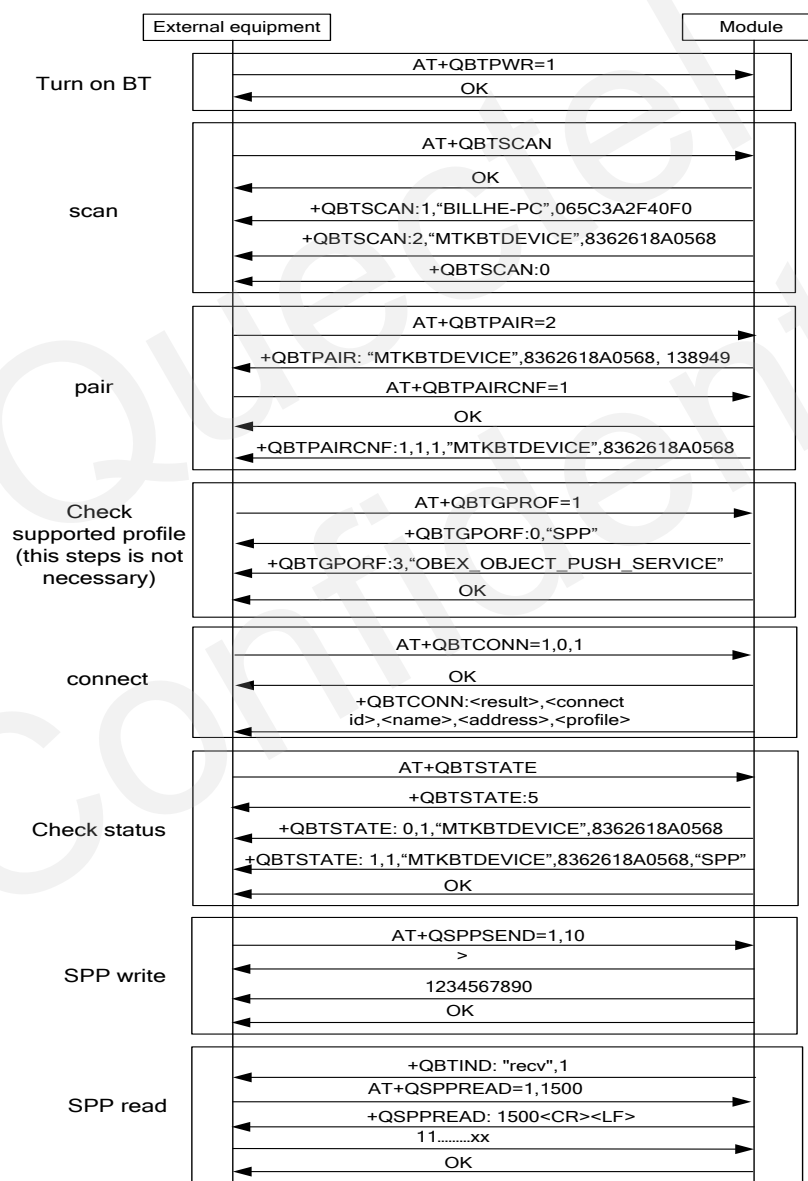 External equipment
Module
Turn on BT
AT+QBTPWR=1
OK
scan
AT+QBTSCAN
OK
+QBTSCAN:1,“BILLHE-PC”,065C3A2F40F0
+QBTSCAN:2,“MTKBTDEVICE”,8362618A0568
+QBTSCAN:0
pair
AT+QBTPAIR=2
+QBTPAIR: “MTKBTDEVICE”,8362618A0568, 138949
AT+QBTPAIRCNF=1
OK
+QBTPAIRCNF:1,1,1,”MTKBTDEVICE”,8362618A0568
Check
supported profile
(this steps is not
necessary)
AT+QBTGPROF=1
+QBTGPORF:0,“SPP”
+QBTGPORF:3,“OBEX_OBJECT_PUSH_SERVICE”
OK
connect
AT+QBTCONN=1,0,1
OK
+QBTCONN:<result>,<connect
id>,<name>,<address>,<profile>
Check status
AT+QBTSTATE
+QBTSTATE:5
+QBTSTATE: 0,1,“MTKBTDEVICE”,8362618A0568
+QBTSTATE: 1,1,“MTKBTDEVICE”,8362618A0568,“SPP”
OK
SPP write
AT+QSPPSEND=1,10
>
1234567890
OK
SPP read
+QBTIND: "recv",1
AT+QSPPREAD=1,1500
+QSPPREAD: 1500<CR><LF>
11.........xx
OK
Quectel
Confident